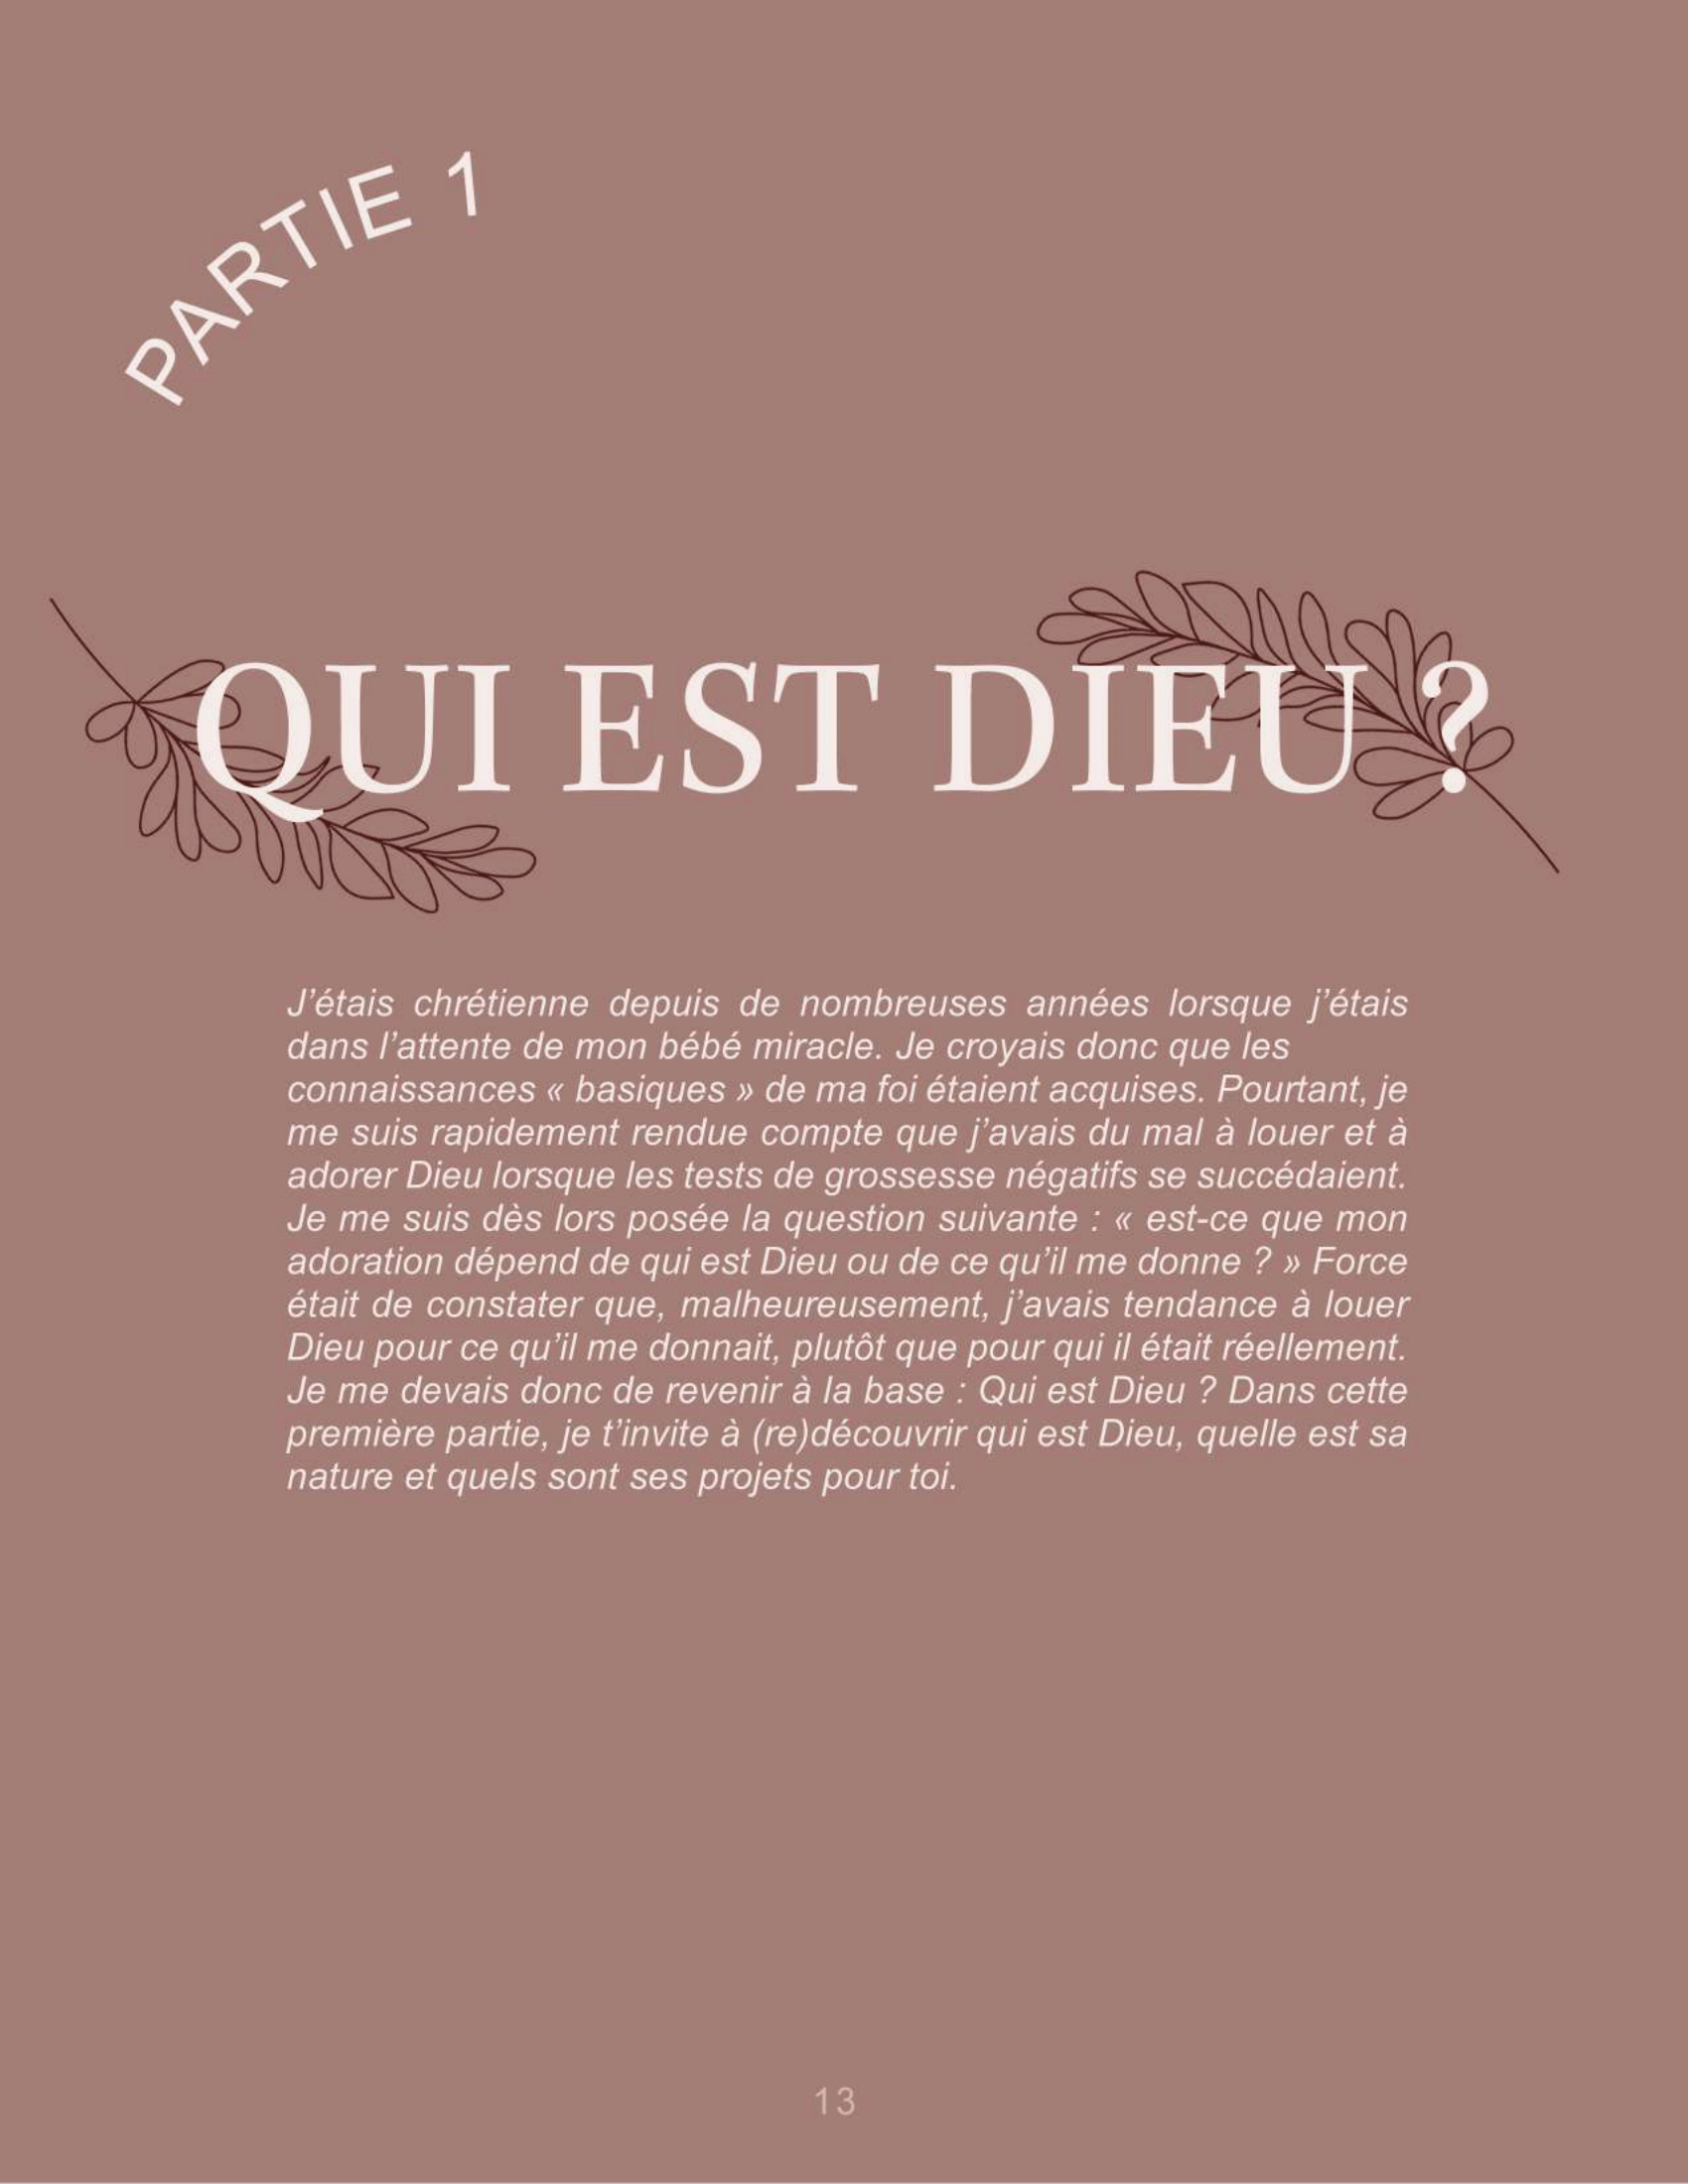 PARTIE 1
QUI EST DIEU ?
J’étais chrétienne depuis de nombreuses années lorsque j’étais
dans l’attente de mon bébé miracle. Je croyais donc que les
connaissances « basiques » de ma foi étaient acquises. Pourtant, je
me suis rapidement rendue compte que j’avais du mal à louer et à
adorer Dieu lorsque les tests de grossesse négatifs se succédaient.
Je me suis dès lors posée la question suivante : « est-ce que mon
adoration dépend de qui est Dieu ou de ce qu’il me donne ? » Force
était de constater que, malheureusement, j’avais tendance à louer
Dieu pour ce qu’il me donnait, plutôt que pour qui il était réellement.
Je me devais donc de revenir à la base : Qui est Dieu ? Dans cette
première partie, je t’invite à (re)découvrir qui est Dieu, quelle est sa
nature et quels sont ses projets pour toi.
13